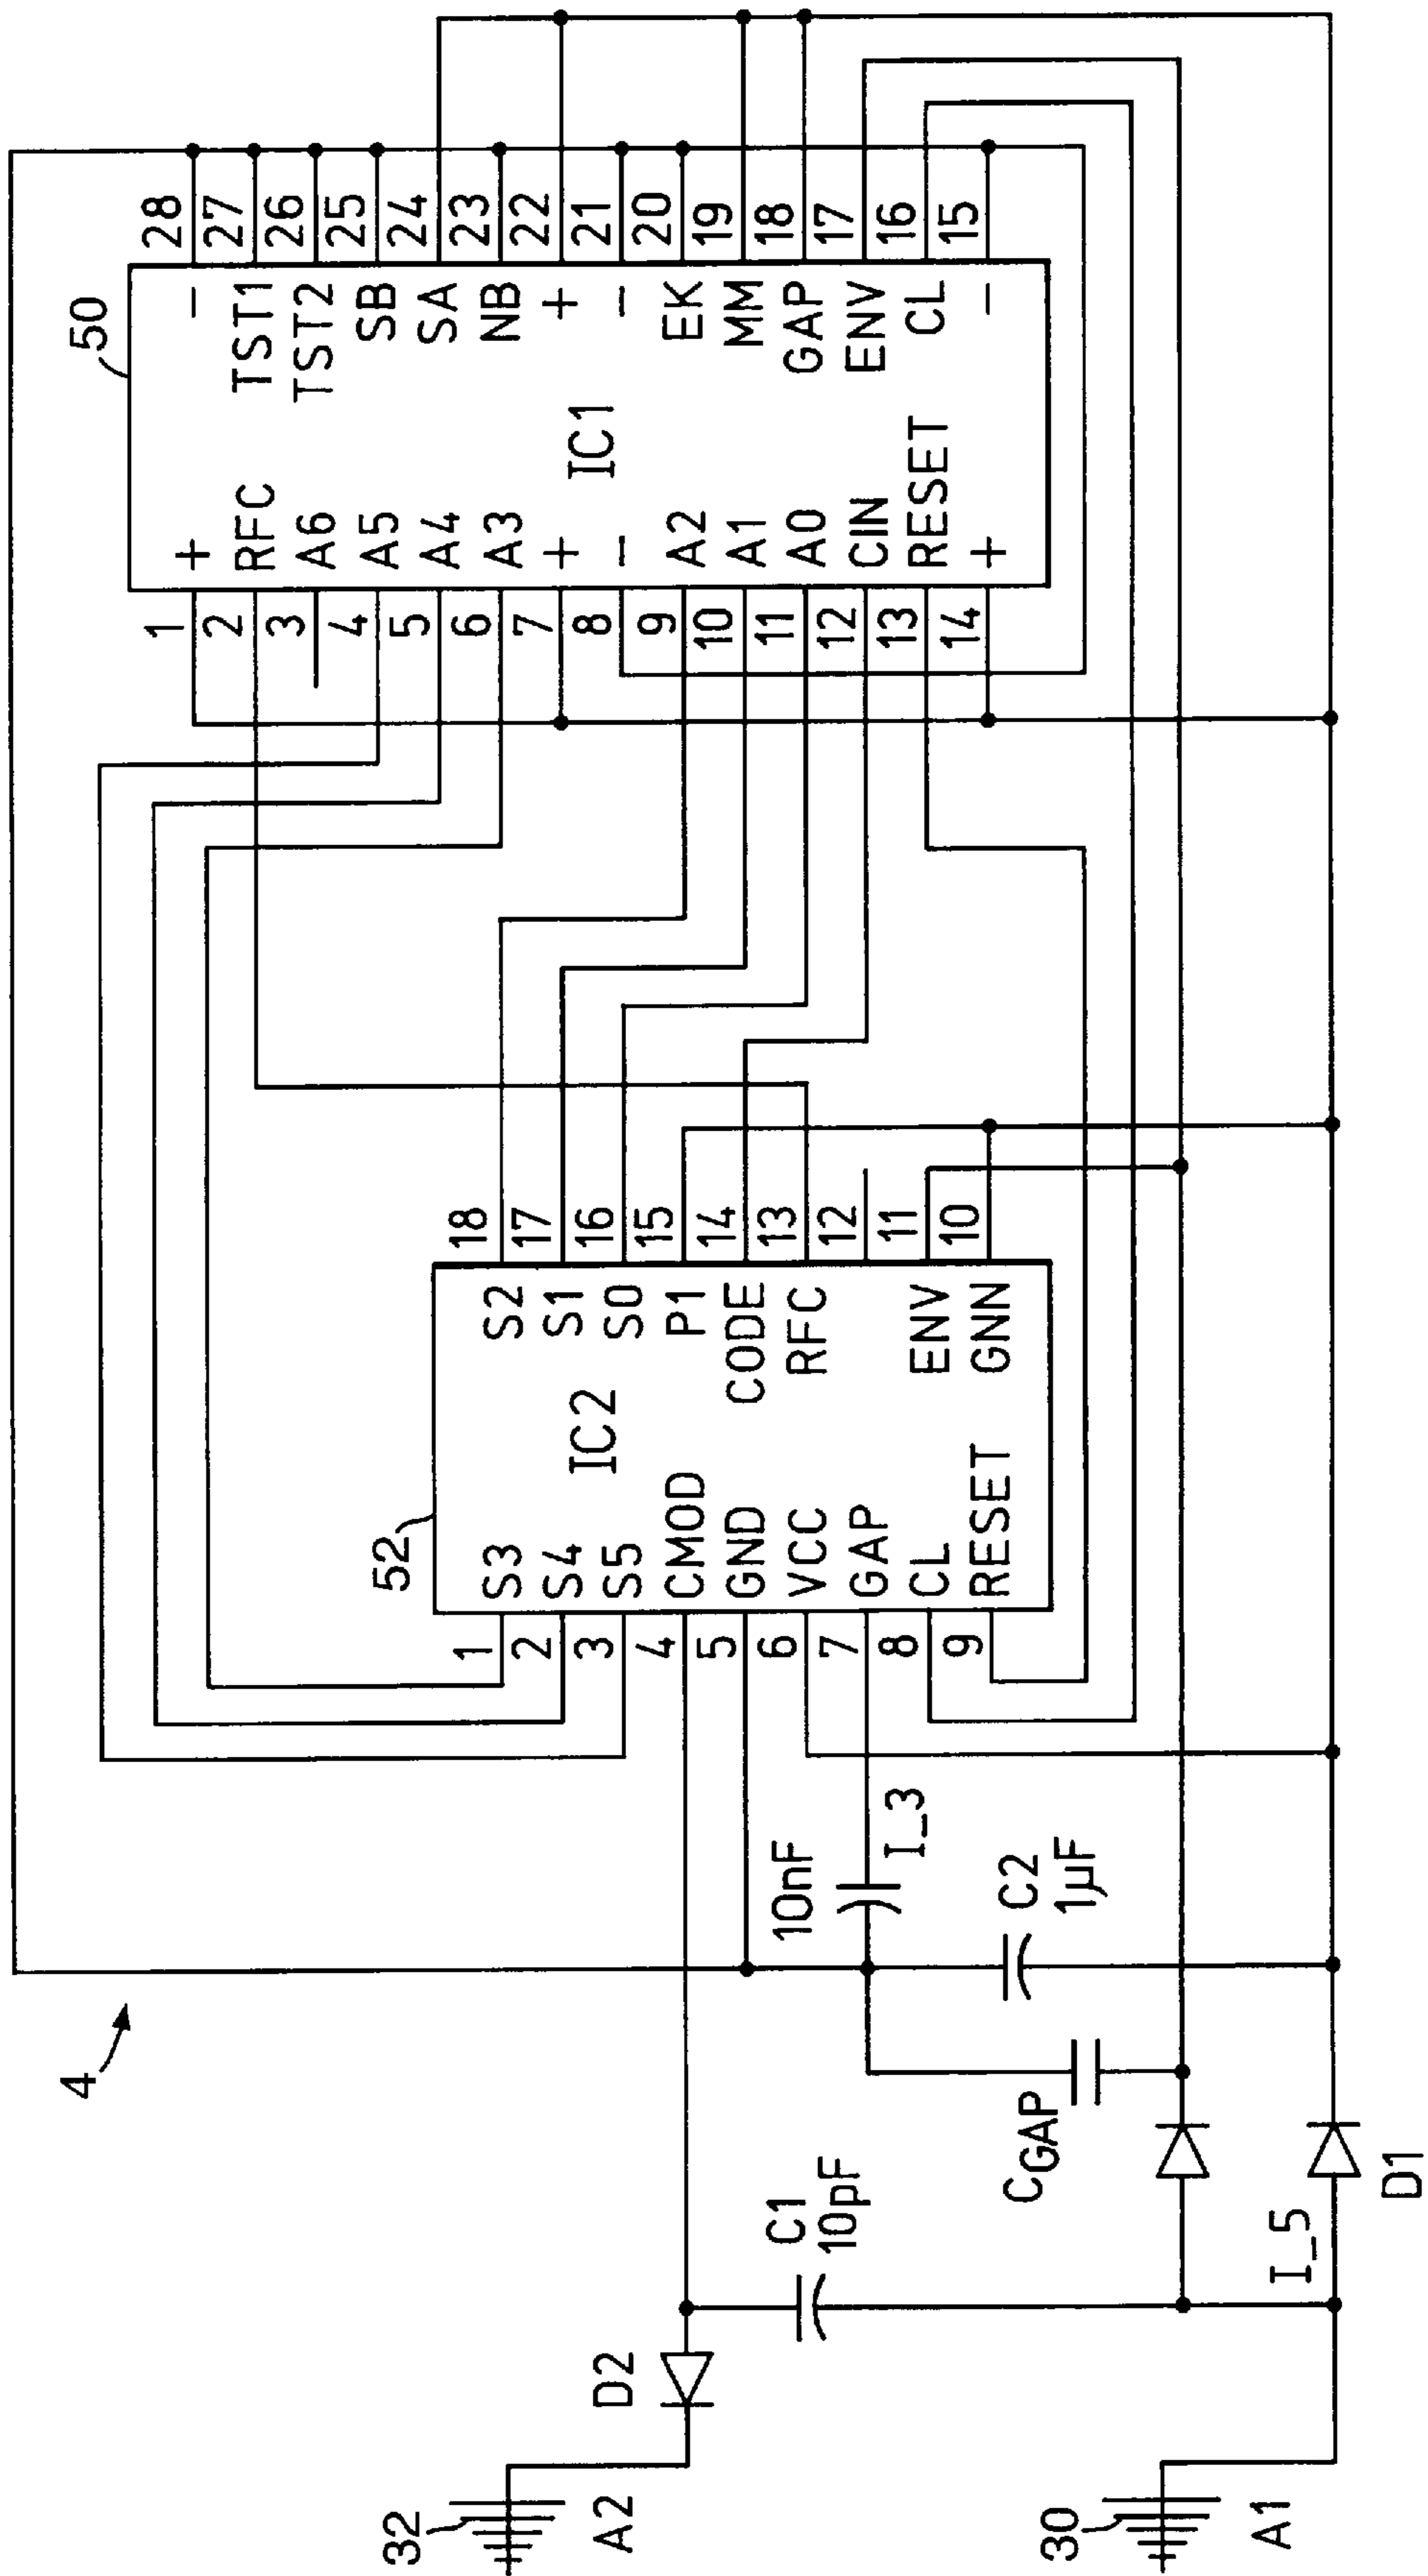 50
28
27
26
25
24
23
22
21
20
19
18
17
16
15
-
TST1
TST2
SB
SA
NB
+
-
EK
MM
GAP
ENV
CL
-
IC1
+
RFC
A6
A5
A4
A3
+
-
A2
A1
A0
CIN
RESET
+
1
2
3
4
5
6
7
8
9
10
11
12
13
14
18
17
16
15
14
13
12
11
10
S2
S1
S0
P1
CODE
RFC
ENV
GNN
IC2
52
S3
S4
S5
CMOD
GND
VCC
GAP
CL
RESET
1
2
3
4
5
6
7
8
9
4
10nF
I_3
C2
1µF
CGAP
C1
10pF
I_5
D1
D2
32
A2
30
A1